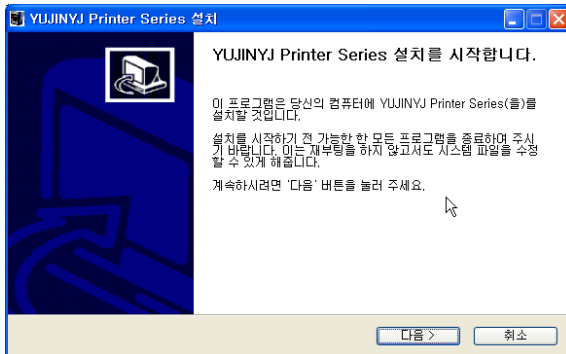 YUJINYJ Printer Series 설치
YUJINYJ Printer Series 설치를 시작합니다.
이 프로그램은 당신의 컴퓨터에 YUJINYJ Printer Series(을)를
설치할 것입니다.
설치를 시작하기 전 가능한 한 모든 프로그램을 종료하여 주시
기 바랍니다. 이는 재부팅을 하지 않고서도 시스템 파일을 수정
할 수 있게 해줍니다.
계속하시려면 '다음' 버튼을 눌러 주세요.
다음 >
취소